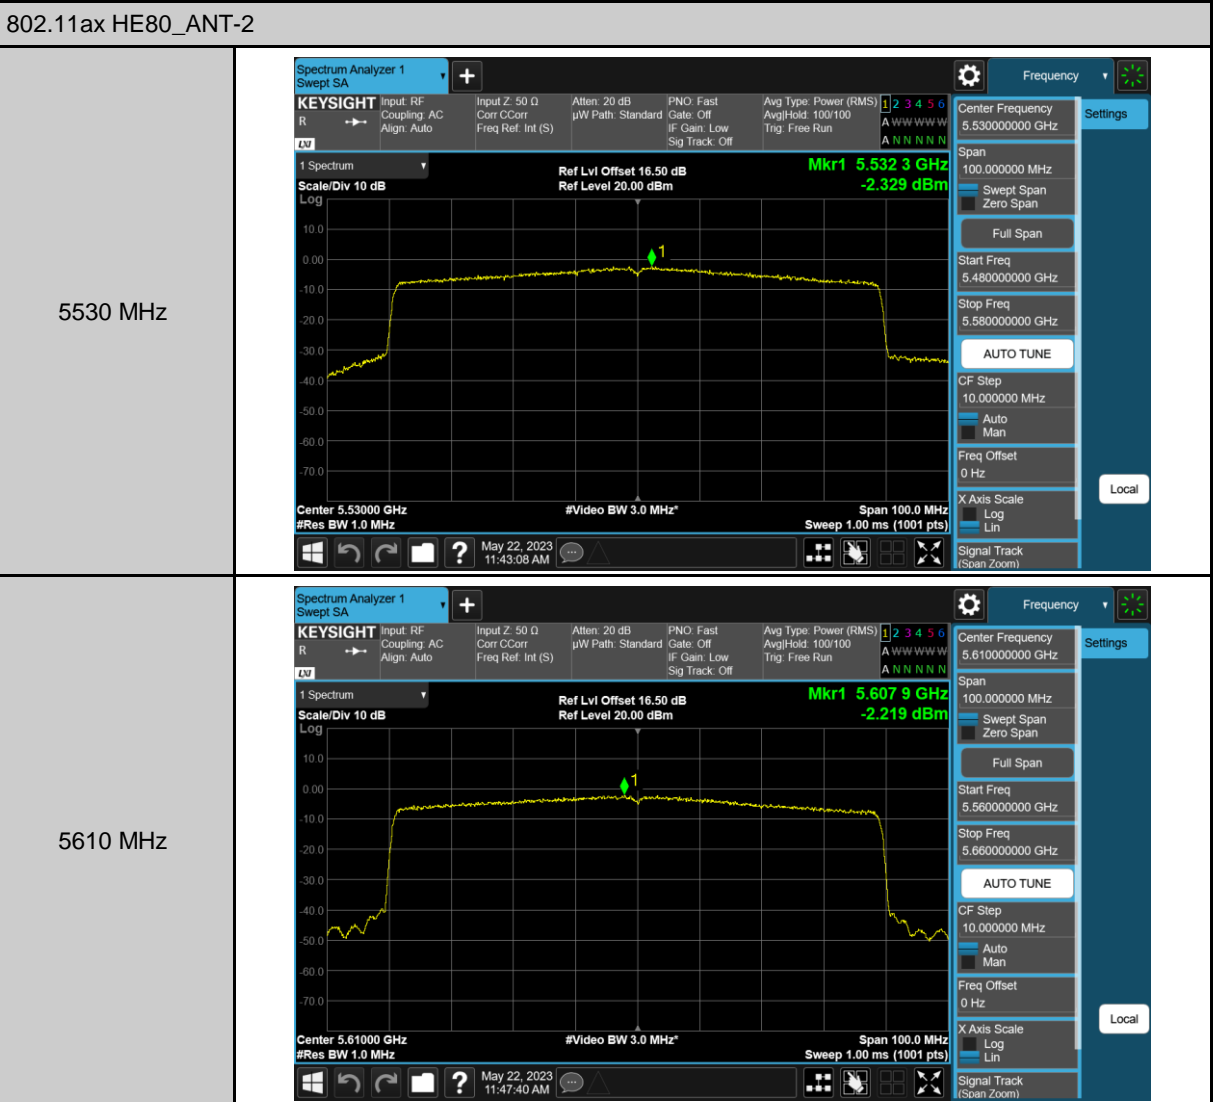 802.11ax HE80_ANT-2
5530 MHz
Spectrum Analyzer 1
Swept SA
Frequency
KEYSIGHT
R
LXI
Input: RF
Coupling: AC
Align: Auto
Input Z: 50 Ω
Corr CCorr
Freq Ref: Int (S)
Atten: 20 dB
µW Path: Standard
PNO: Fast
Gate: Off
IF Gain: Low
Sig Track: Off
Avg Type: Power (RMS)
Avg|Hold: 100/100
Trig: Free Run
1 2 3 4 5 6
A W W W W W
A N N N N N
Center Frequency
5.530000000 GHz
Settings
1 Spectrum
Scale/Div 10 dB
Ref Lvl Offset 16.50 dB
Ref Level 20.00 dBm
Mkr1 5.532 3 GHz
-2.329 dBm
Log
10.0
0.00
-10.0
-20.0
-30.0
-40.0
-50.0
-60.0
-70.0
1
Span
100.000000 MHz
Swept Span
Zero Span
Full Span
Start Freq
5.480000000 GHz
Stop Freq
5.580000000 GHz
AUTO TUNE
CF Step
10.000000 MHz
Auto
Man
Freq Offset
0 Hz
X Axis Scale
Log
Lin
Local
Signal Track
(Span Zoom)
Center 5.53000 GHz
#Res BW 1.0 MHz
#Video BW 3.0 MHz*
Span 100.0 MHz
Sweep 1.00 ms (1001 pts)
?
May 22, 2023
11:43:08 AM
5610 MHz
Spectrum Analyzer 1
Swept SA
Frequency
KEYSIGHT
R
LXI
Input: RF
Coupling: AC
Align: Auto
Input Z: 50 Ω
Corr CCorr
Freq Ref: Int (S)
Atten: 20 dB
µW Path: Standard
PNO: Fast
Gate: Off
IF Gain: Low
Sig Track: Off
Avg Type: Power (RMS)
Avg|Hold: 100/100
Trig: Free Run
1 2 3 4 5 6
A W W W W W
A N N N N N
Center Frequency
5.610000000 GHz
Settings
1 Spectrum
Scale/Div 10 dB
Ref Lvl Offset 16.50 dB
Ref Level 20.00 dBm
Mkr1 5.607 9 GHz
-2.219 dBm
Log
10.0
0.00
-10.0
-20.0
-30.0
-40.0
-50.0
-60.0
-70.0
1
Span
100.000000 MHz
Swept Span
Zero Span
Full Span
Start Freq
5.560000000 GHz
Stop Freq
5.660000000 GHz
AUTO TUNE
CF Step
10.000000 MHz
Auto
Man
Freq Offset
0 Hz
X Axis Scale
Log
Lin
Local
Signal Track
(Span Zoom)
Center 5.61000 GHz
#Res BW 1.0 MHz
#Video BW 3.0 MHz*
Span 100.0 MHz
Sweep 1.00 ms (1001 pts)
?
May 22, 2023
11:47:40 AM